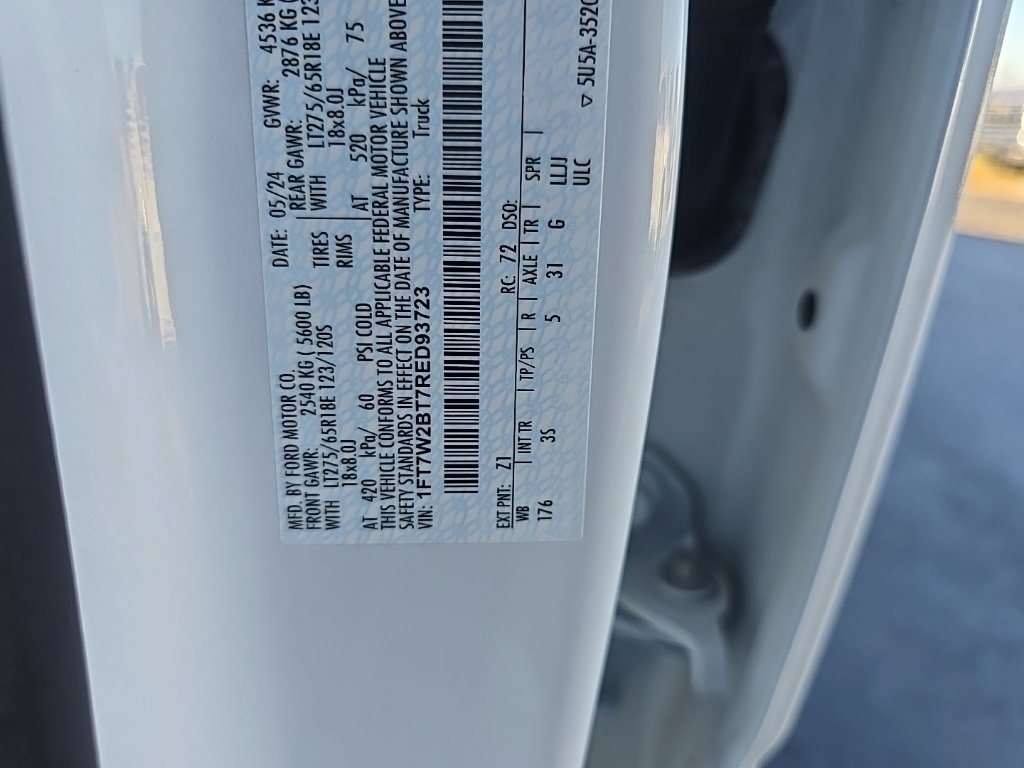 MFD. BY FORD MOTOR CO.
DATE: 05/24 GVWR: 4536 K
FRONT GAWR: 2540 KG ( 5600 LB)
REAR GAWR: 2876 KG (
WITH LT275/65R18E 123/120S TIRES
WITH LT275/65R18E 123
18x8.0J RIMS
18x8.0J
AT 420 kPa/ 60 PSI COLD
AT 520 kPa/ 75
THIS VEHICLE CONFORMS TO ALL APPLICABLE FEDERAL MOTOR VEHICLE
SAFETY STANDARDS IN EFFECT ON THE DATE OF MANUFACTURE SHOWN ABOVE
VIN: 1FT7W2BT7RED93723 TYPE: Truck
EXT PNT: Z1 RC: 72 DSO:
WB INT TR TP/PS R AXLE TR SPR
176 3S 5 31 G LLJJ
ULC
▽ 5U5A-3520